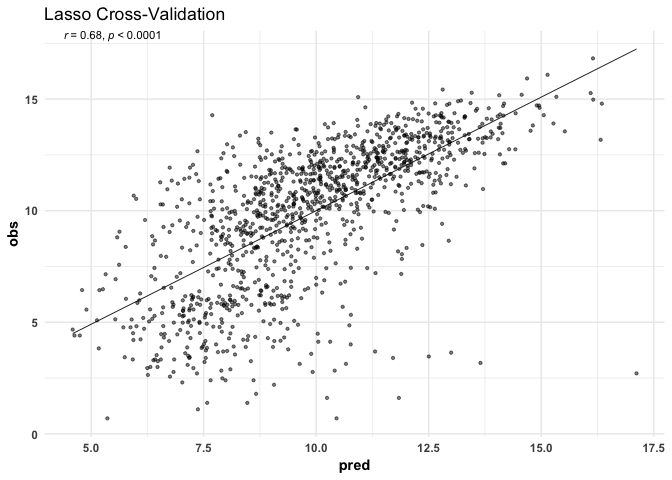 Lasso Cross-Validation
r = 0.68, p < 0.0001
15
10
5
0
obs
5.0 7.5 10.0 12.5 15.0 17.5
pred